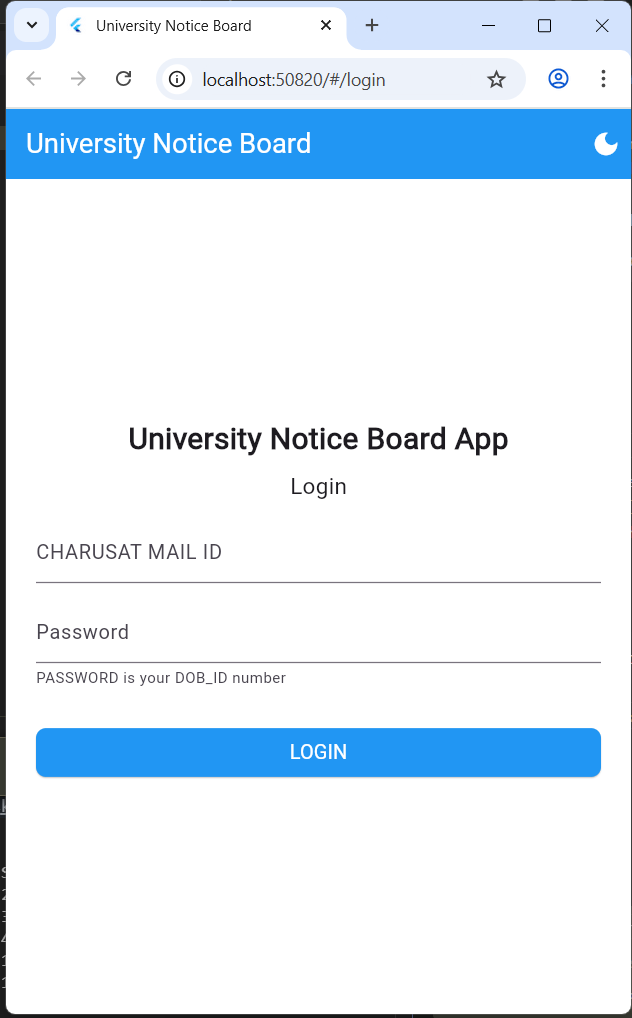 University Notice Board
localhost:50820/#/login
University Notice Board
University Notice Board App
Login
CHARUSAT MAIL ID
Password
PASSWORD is your DOB_ID number
LOGIN